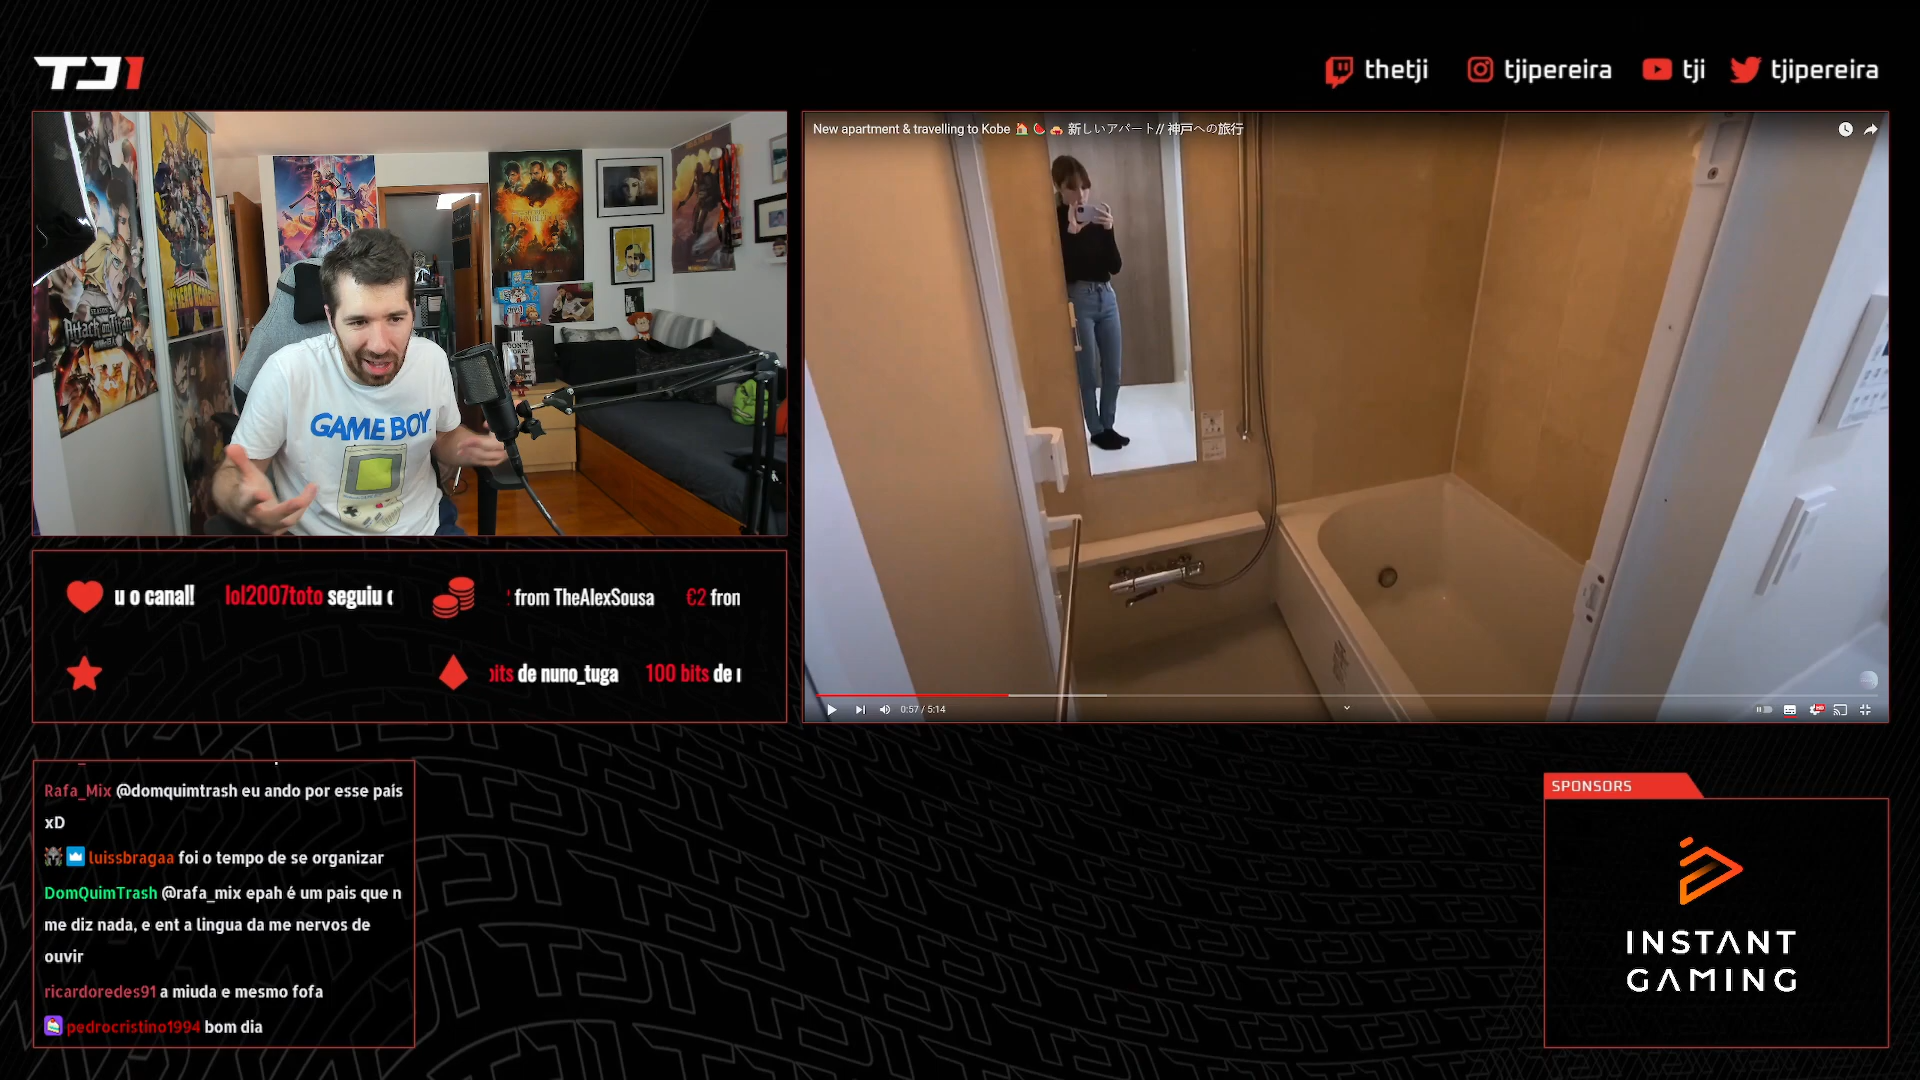 TJ1
thetji
tjipereira
tji
tjipereira
New apartment & travelling to Kobe 🏠 🍉 🚗 新しいアパート// 神戸への旅行
Attack on Titan
GAME BOY
u o canal! lol2007toto seguiu
from TheAlexSousa €2
de nuno_tuga 100 bits de
0:57 / 5:14
Rafa_Mix @domquimtrash eu ando por esse país
xD
luissbragaa foi o tempo de se organizar
DomQuimTrash @rafa_mix epah é um pais que n
me diz nada, e ent a lingua da me nervos de
ouvir
ricardoredes91 a miuda e mesmo fofa
pedrocristino1994 bom dia
SPONSORS
INSTANT
GAMING